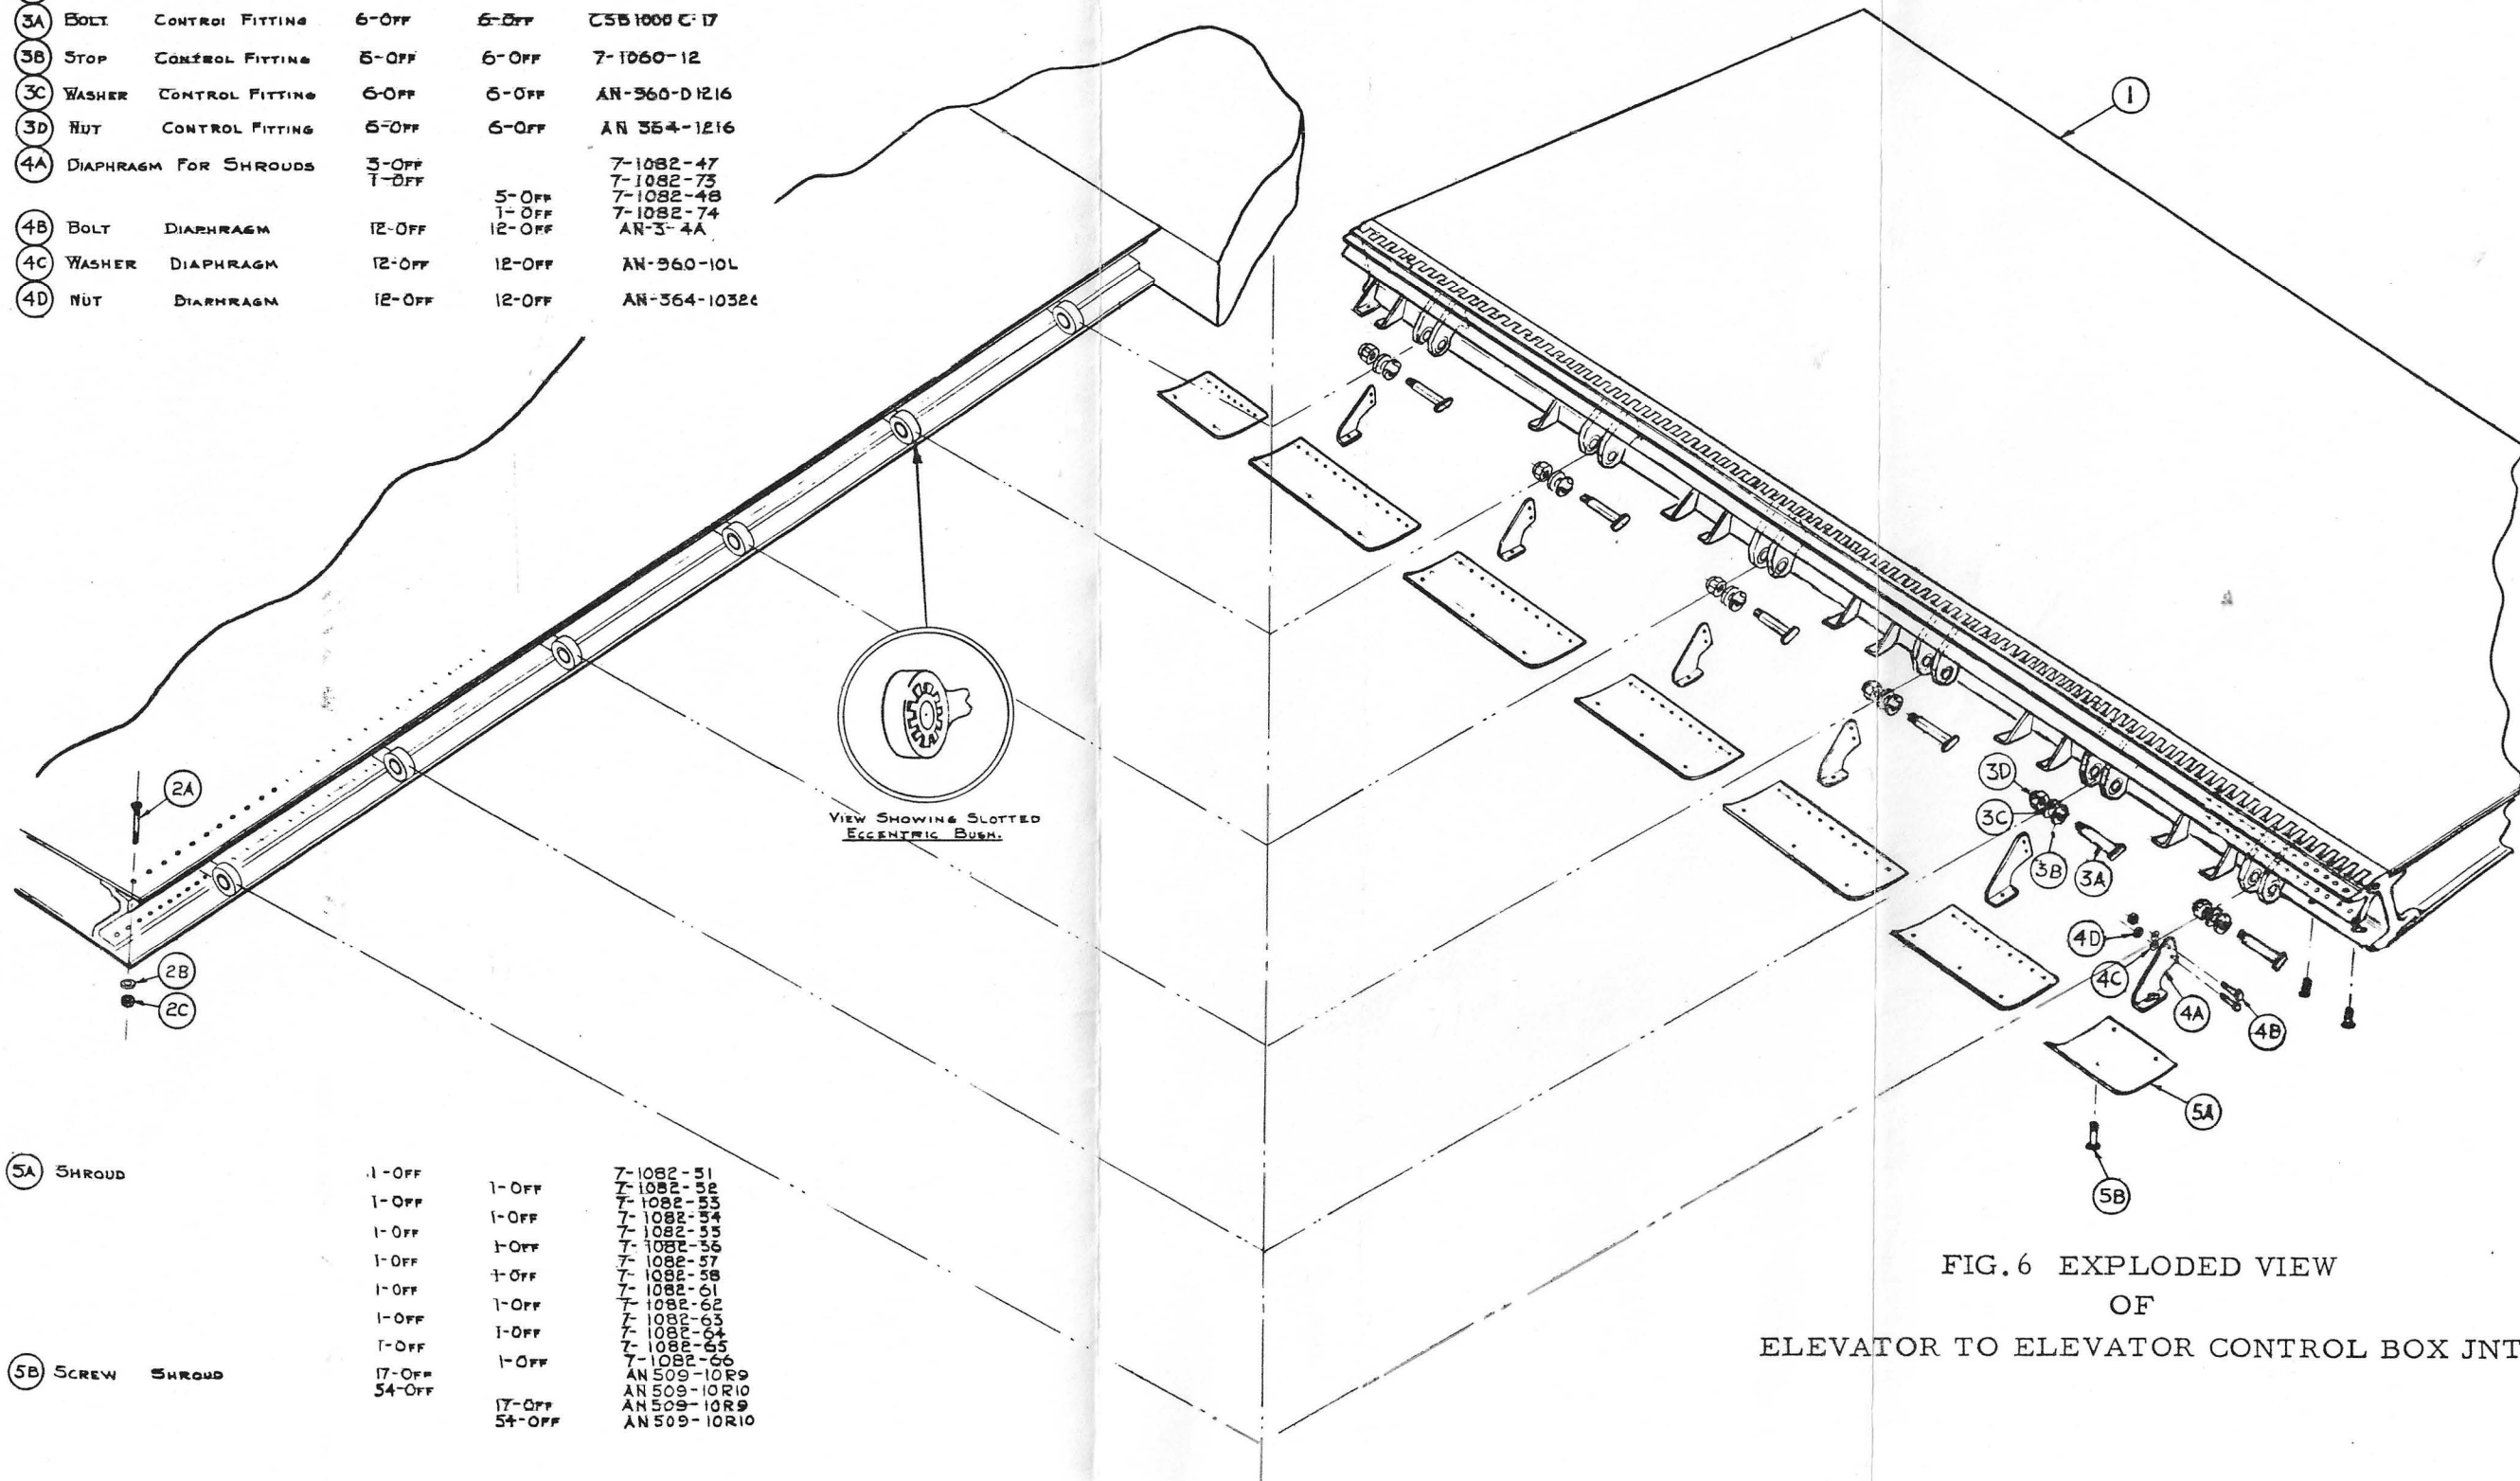 3A BOLT CONTROL FITTING 6-OFF 6-OFF CSB1000 C-17
3B STOP CONTROL FITTING 6-OFF 6-OFF 7-1060-12
3C WASHER CONTROL FITTING 6-OFF 6-OFF AN-960-D1216
3D NUT CONTROL FITTING 6-OFF 6-OFF AN 364-1216
4A DIAPHRAGM FOR SHROUDS 5-OFF 7-1082-47
1-OFF 7-1082-73
5-OFF 7-1082-48
1-OFF 7-1082-74
4B BOLT DIAPHRAGM 12-OFF 12-OFF AN-3-4A
4C WASHER DIAPHRAGM 12-OFF 12-OFF AN-960-10L
4D NUT DIAPHRAGM 12-OFF 12-OFF AN-364-1032C
1
2A
2B
2C
VIEW SHOWING SLOTTED
ECCENTRIC BUSH.
3D
3C
3B
3A
4D
4C
4A
4B
5A
5B
5A SHROUD 1-OFF 7-1082-51
1-OFF 7-1082-52
1-OFF 7-1082-53
1-OFF 7-1082-54
1-OFF 7-1082-55
1-OFF 7-1082-56
1-OFF 7-1082-57
1-OFF 7-1082-58
1-OFF 7-1082-61
1-OFF 7-1082-62
1-OFF 7-1082-63
1-OFF 7-1082-64
1-OFF 7-1082-65
1-OFF 7-1082-66
5B SCREW SHROUD 17-OFF AN 509-10R9
54-OFF AN 509-10R10
17-OFF AN 509-10R9
54-OFF AN 509-10R10
FIG. 6 EXPLODED VIEW
OF
ELEVATOR TO ELEVATOR CONTROL BOX JNT